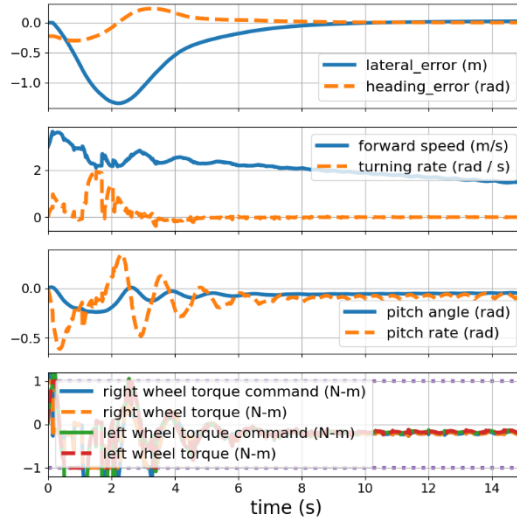 0.0
−0.5
−1.0
lateral_error (m)
heading_error (rad)
2
0
forward speed (m/s)
turning rate (rad / s)
0.0
−0.5
pitch angle (rad)
pitch rate (rad)
1
0
−1
right wheel torque command (N-m)
right wheel torque (N-m)
left wheel torque command (N-m)
left wheel torque (N-m)
0 2 4 6 8 10 12 14
time (s)